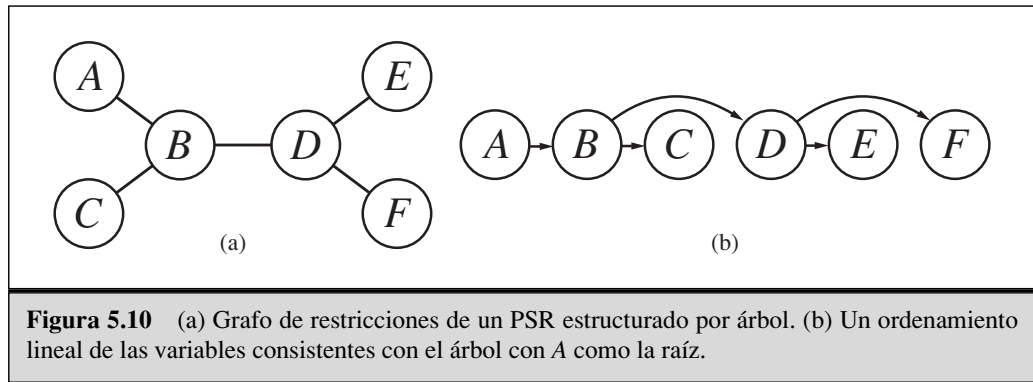 A
E
B
D
C
F
(a)
A B C D E F
(b)
Figura 5.10 (a) Grafo de restricciones de un PSR estructurado por árbol. (b) Un ordenamiento
lineal de las variables consistentes con el árbol con A como la raíz.